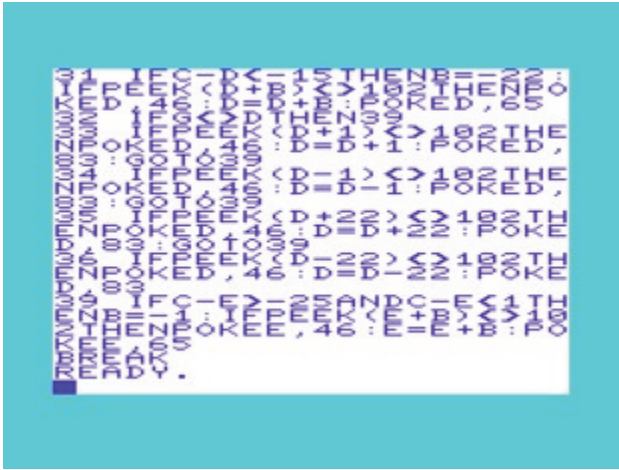 31 IFC-D<-15THENB=-22:
IFPEEK(D+B)<>102THENPO
KED,46:D=D+B:POKED,65
32 IFG<>DTHEN39
33 IFPEEK(D+1)<>102THE
NPOKED,46:D=D+1:POKED,
83:GOTO39
34 IFPEEK(D-1)<>102THE
NPOKED,46:D=D-1:POKED,
83:GOTO39
35 IFPEEK(D+22)<>102TH
ENPOKED,46:D=D+22:POKE
D,83:GOTO39
36 IFPEEK(D-22)<>102TH
ENPOKED,46:D=D-22:POKE
D,83
39 IFC-E>-25ANDC-E<1TH
ENB=-1:IFPEEK(E+B)<>10
2THENPOKEE,46:E=E+B:PO
KEE,65
BREAK
READY.